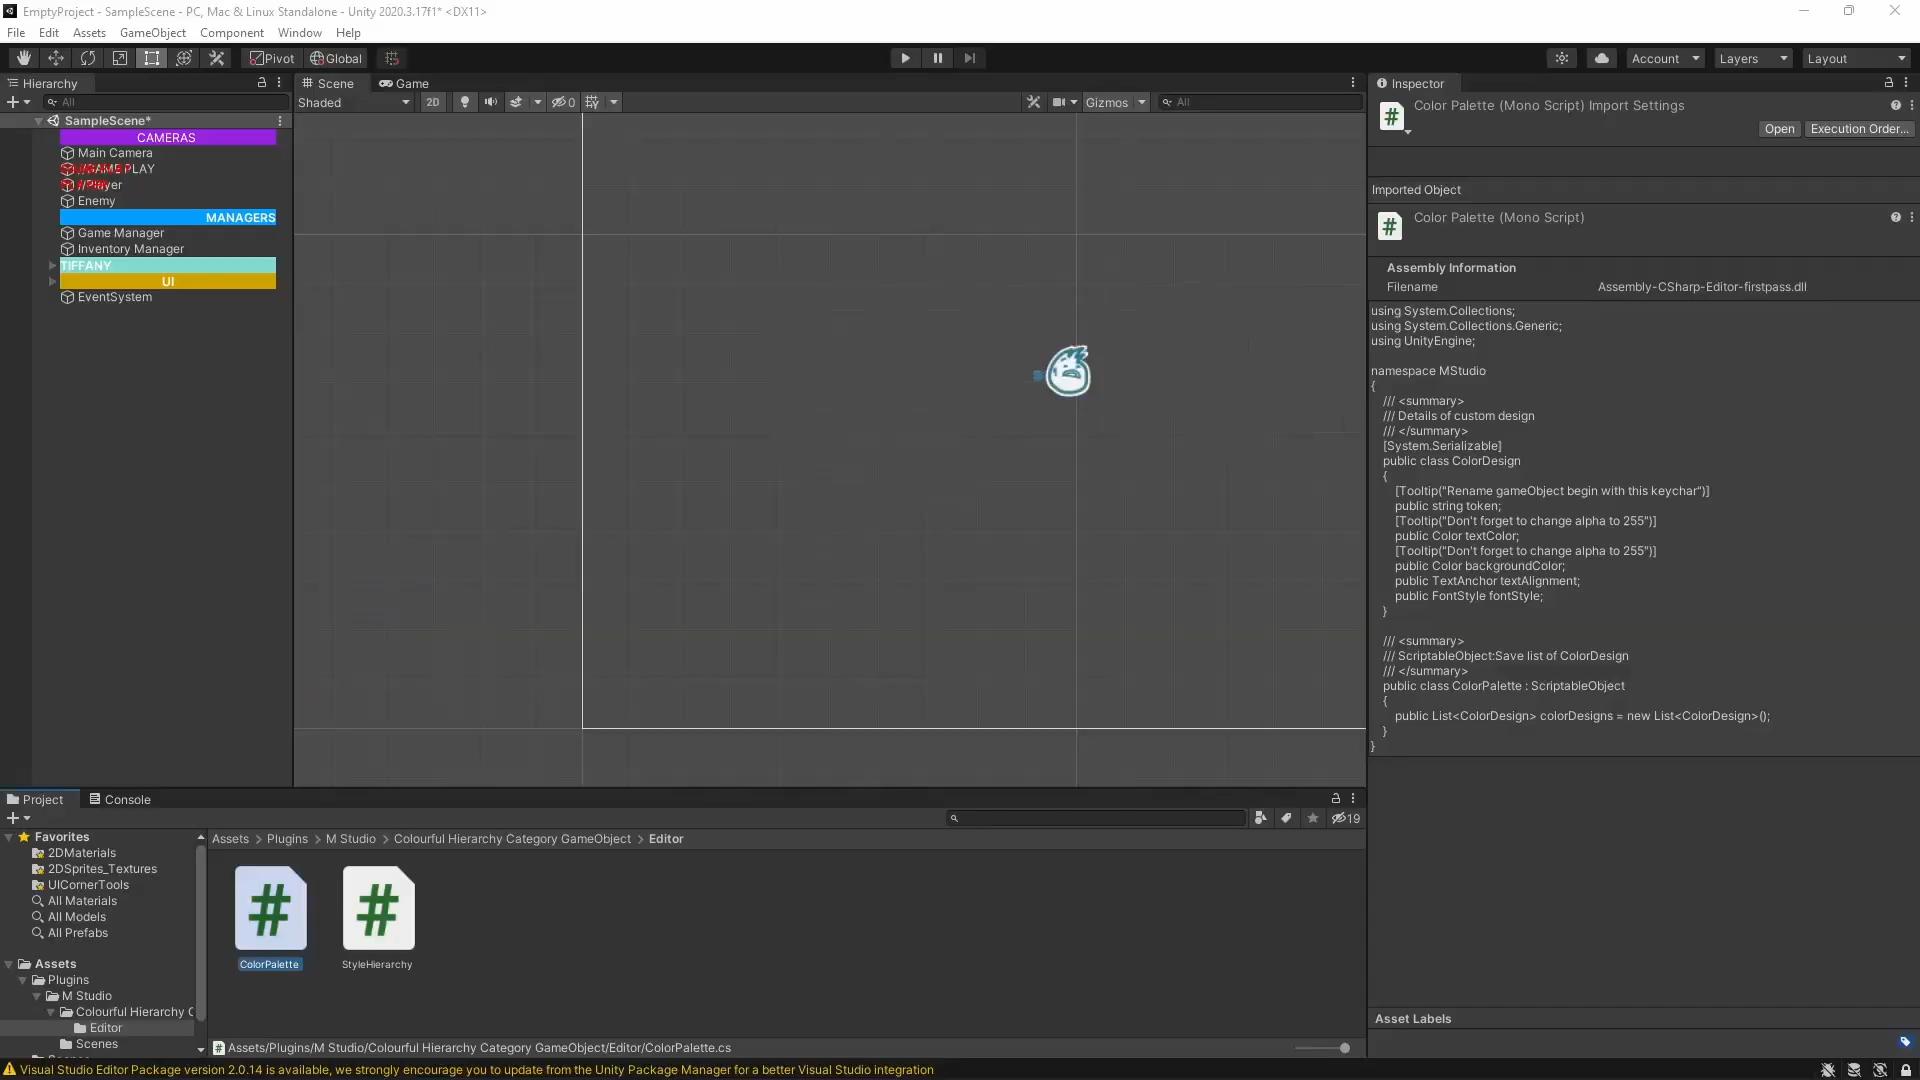 EmptyProject - SampleScene - PC, Mac & Linux Standalone - Unity 2020.3.17f1* <DX11>
File Edit Assets GameObject Component Window Help
Pivot Global Account Layers Layout
Hierarchy
All
SampleScene*
CAMERAS
Main Camera
//GAMEPLAY
//Player
Enemy
MANAGERS
Game Manager
Inventory Manager
TIFFANY
UI
EventSystem
Scene Game
Shaded 2D 0 Gizmos All
Inspector
Color Palette (Mono Script) Import Settings
Open Execution Order...
Imported Object
Color Palette (Mono Script)
Assembly Information
Filename Assembly-CSharp-Editor-firstpass.dll
using System.Collections;
using System.Collections.Generic;
using UnityEngine;
namespace MStudio
{
/// <summary>
/// Details of custom design
/// </summary>
[System.Serializable]
public class ColorDesign
{
[Tooltip("Rename gameObject begin with this keychar")]
public string token;
[Tooltip("Don't forget to change alpha to 255")]
public Color textColor;
[Tooltip("Don't forget to change alpha to 255")]
public Color backgroundColor;
public TextAnchor textAlignment;
public FontStyle fontStyle;
}
/// <summary>
/// ScriptableObject:Save list of ColorDesign
/// </summary>
public class ColorPalette : ScriptableObject
{
public List<ColorDesign> colorDesigns = new List<ColorDesign>();
}
}
Asset Labels
Project Console
19
Favorites
2DMaterials
2DSprites_Textures
UICornerTools
All Materials
All Models
All Prefabs
Assets
Plugins
M Studio
Colourful Hierarchy C
Editor
Scenes
Assets > Plugins > M Studio > Colourful Hierarchy Category GameObject > Editor
ColorPalette
StyleHierarchy
Assets/Plugins/M Studio/Colourful Hierarchy Category GameObject/Editor/ColorPalette.cs
Visual Studio Editor Package version 2.0.14 is available, we strongly encourage you to update from the Unity Package Manager for a better Visual Studio integration